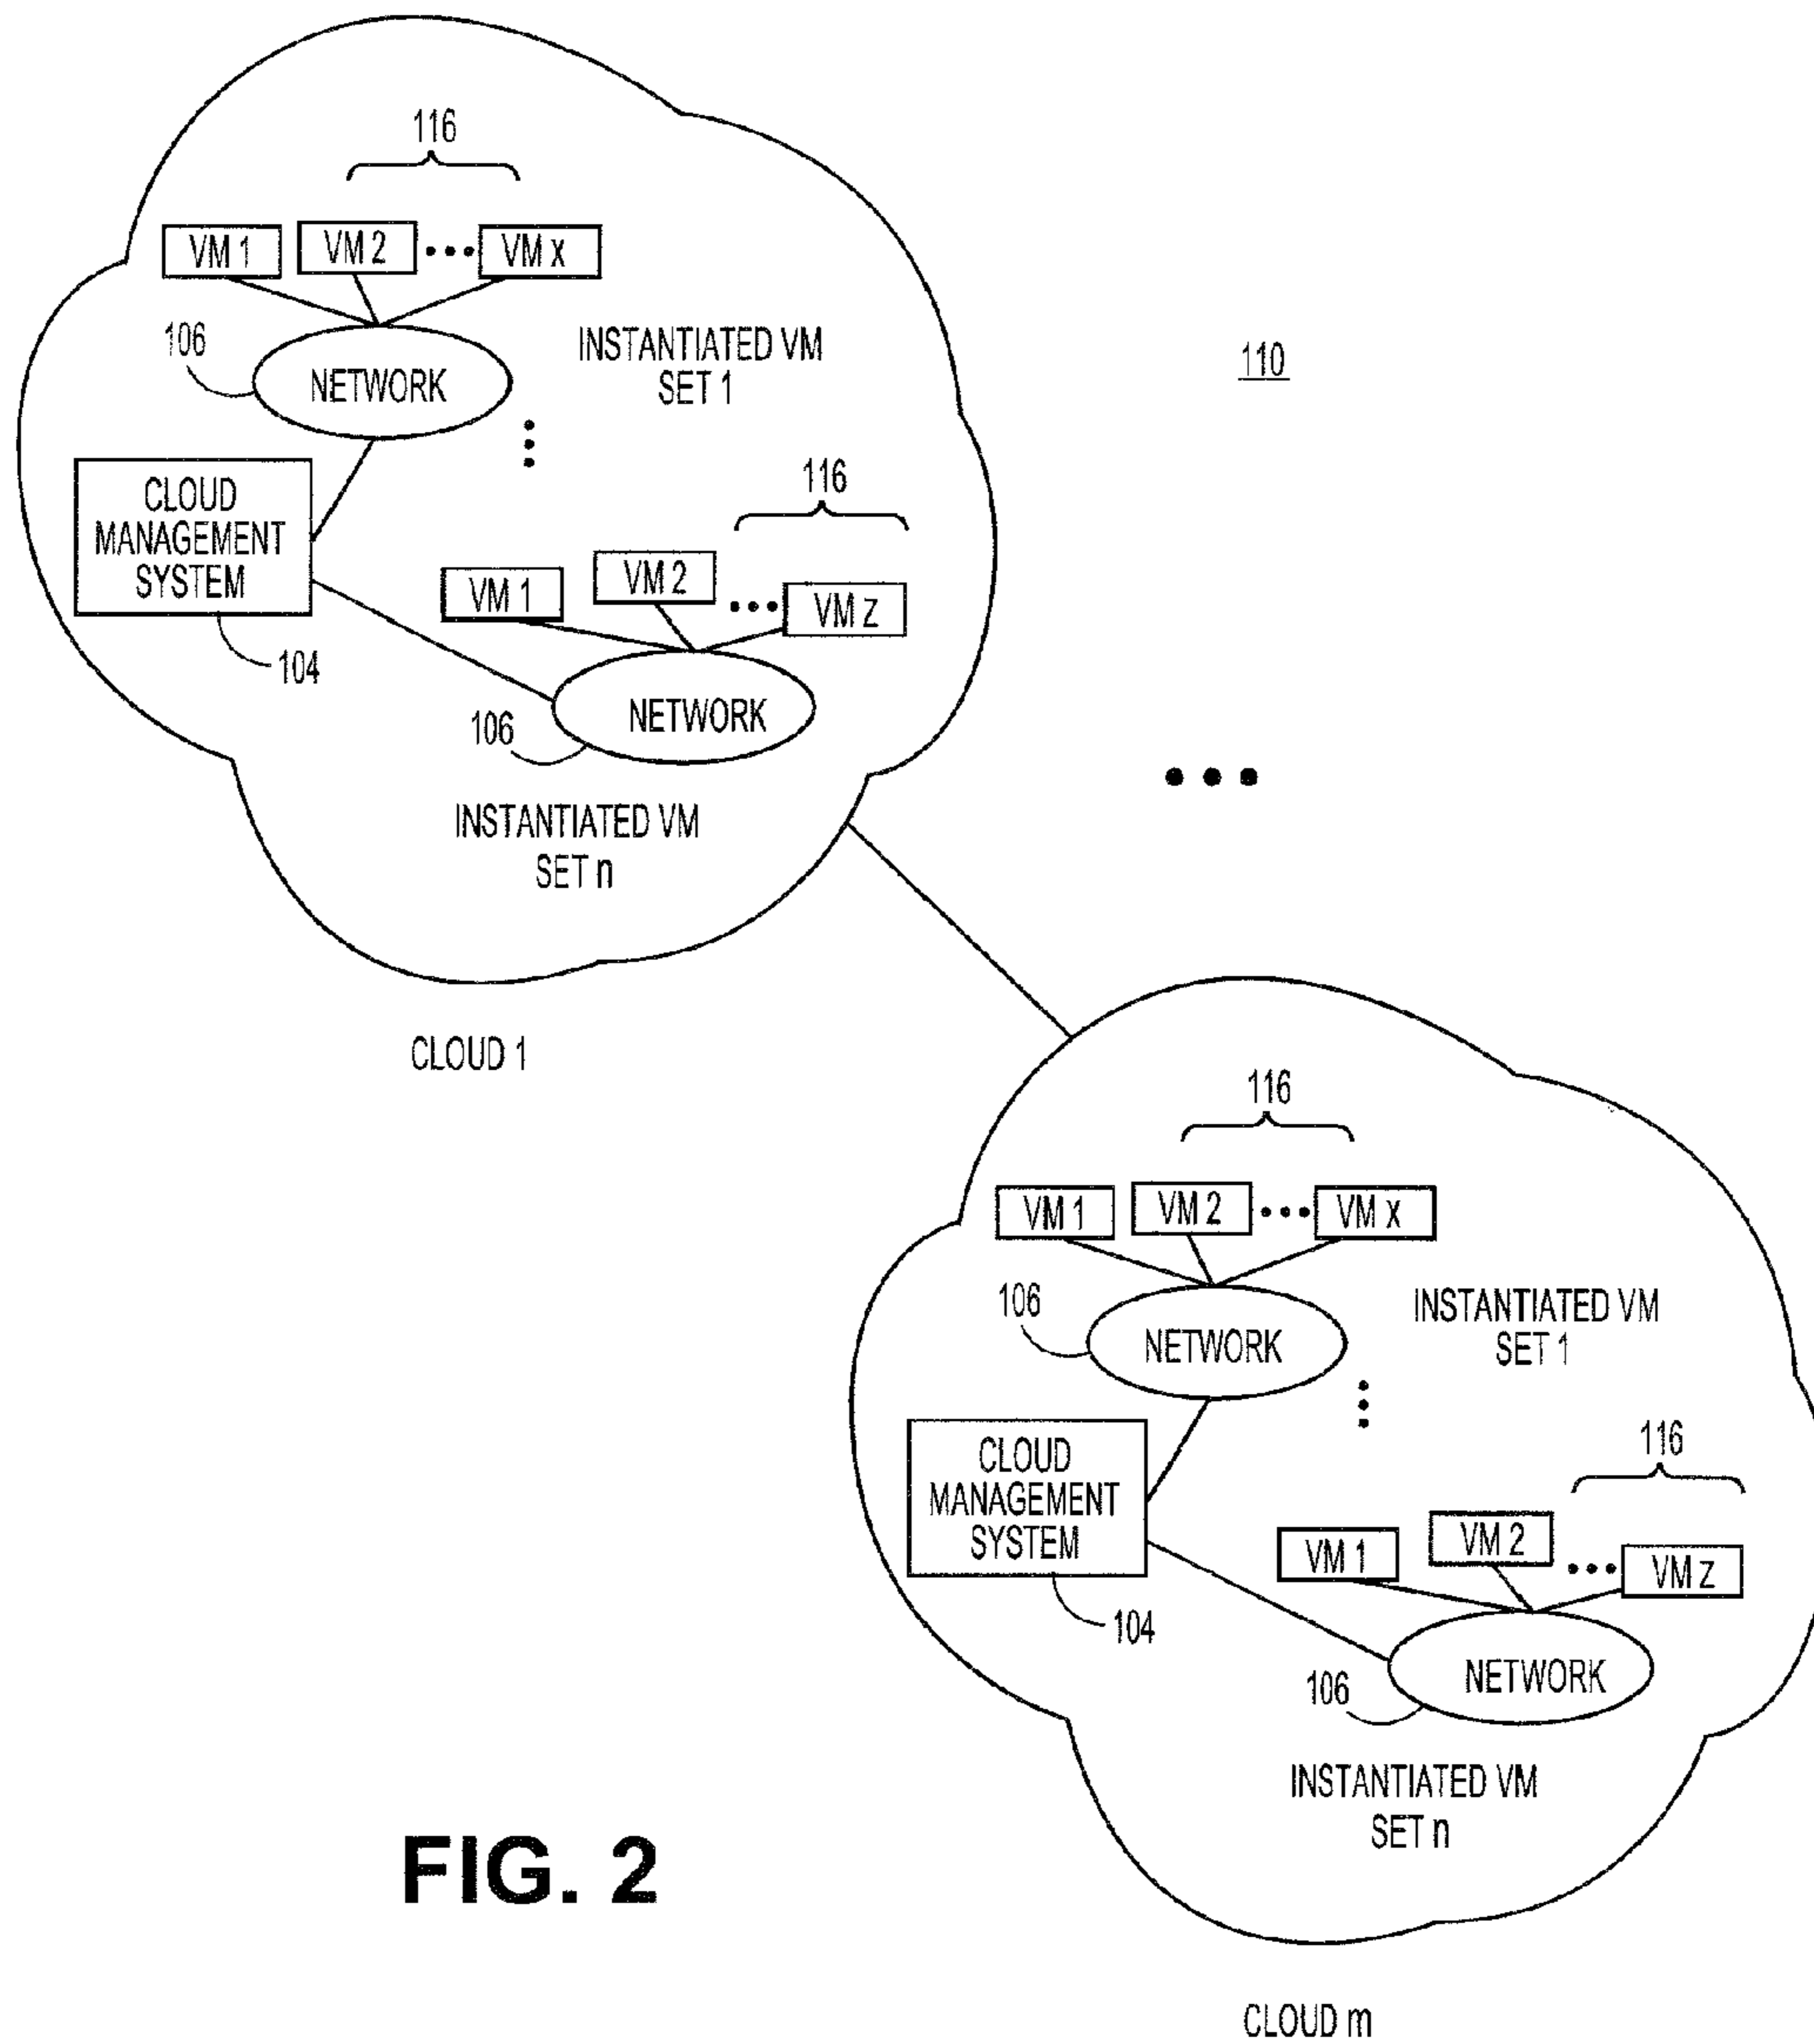 116
VM 1
VM 2
VM x
106
NETWORK
INSTANTIATED VM
SET 1
110
CLOUD
MANAGEMENT
SYSTEM
104
116
VM 1
VM 2
VM z
106
NETWORK
INSTANTIATED VM
SET n
CLOUD 1
116
VM 1
VM 2
VM x
106
NETWORK
INSTANTIATED VM
SET 1
CLOUD
MANAGEMENT
SYSTEM
104
116
VM 1
VM 2
VM z
106
NETWORK
INSTANTIATED VM
SET n
FIG. 2
CLOUD m